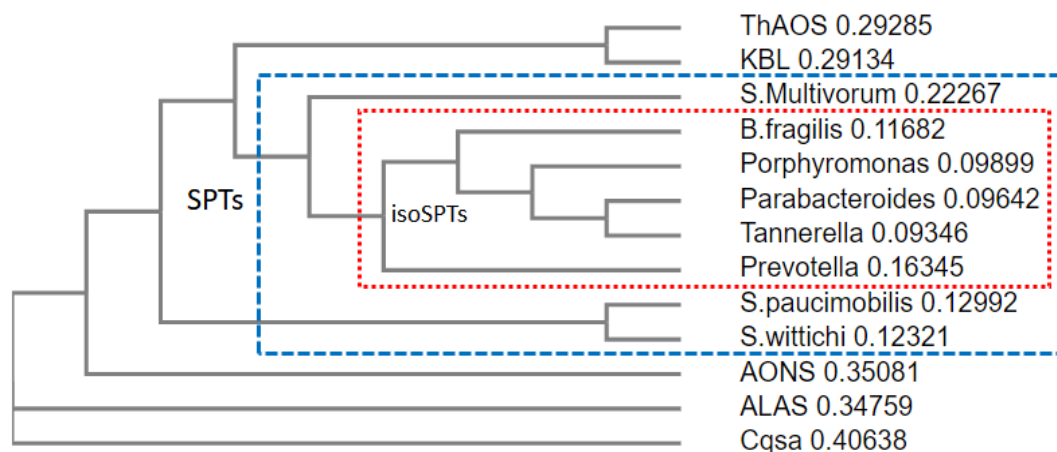 ThAOS 0.29285
KBL 0.29134
S.Multivorum 0.22267
B.fragilis 0.11682
Porphyromonas 0.09899
SPTs
Parabacteroides 0.09642
isoSPTs
Tannerella 0.09346
Prevotella 0.16345
S.paucimobilis 0.12992
S.wittichi 0.12321
AONS 0.35081
ALAS 0.34759
Cqsa 0.40638